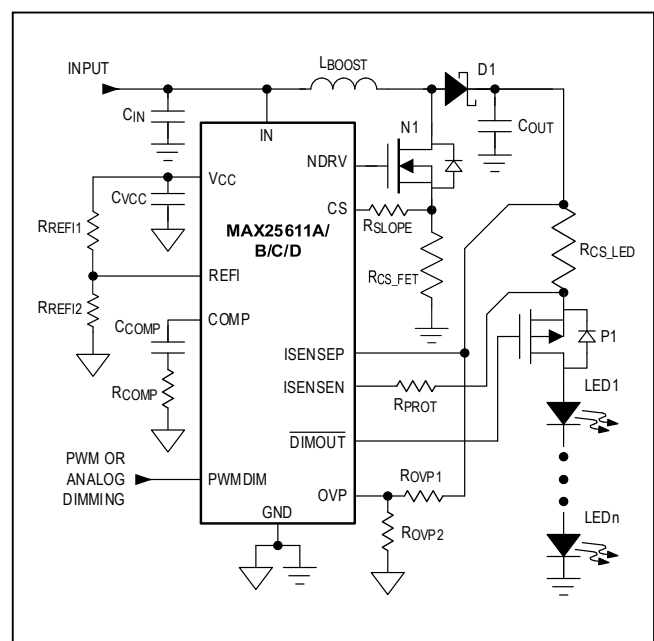 INPUT
LBOOST
D1
CIN
COUT
N1
IN
NDRV
VCC
CVCC
CS
RSLOPE
MAX25611A/
B/C/D
RREFI1
RCS_LED
RCS_FET
REFI
RREFI2
COMP
CCOMP
P1
ISENSEP
RCOMP
ISENSEN
RPROT
LED1
DIMOUT
PWM OR
ANALOG
DIMMING
PWMDIM
ROVP1
OVP
GND
ROVP2
LEDn